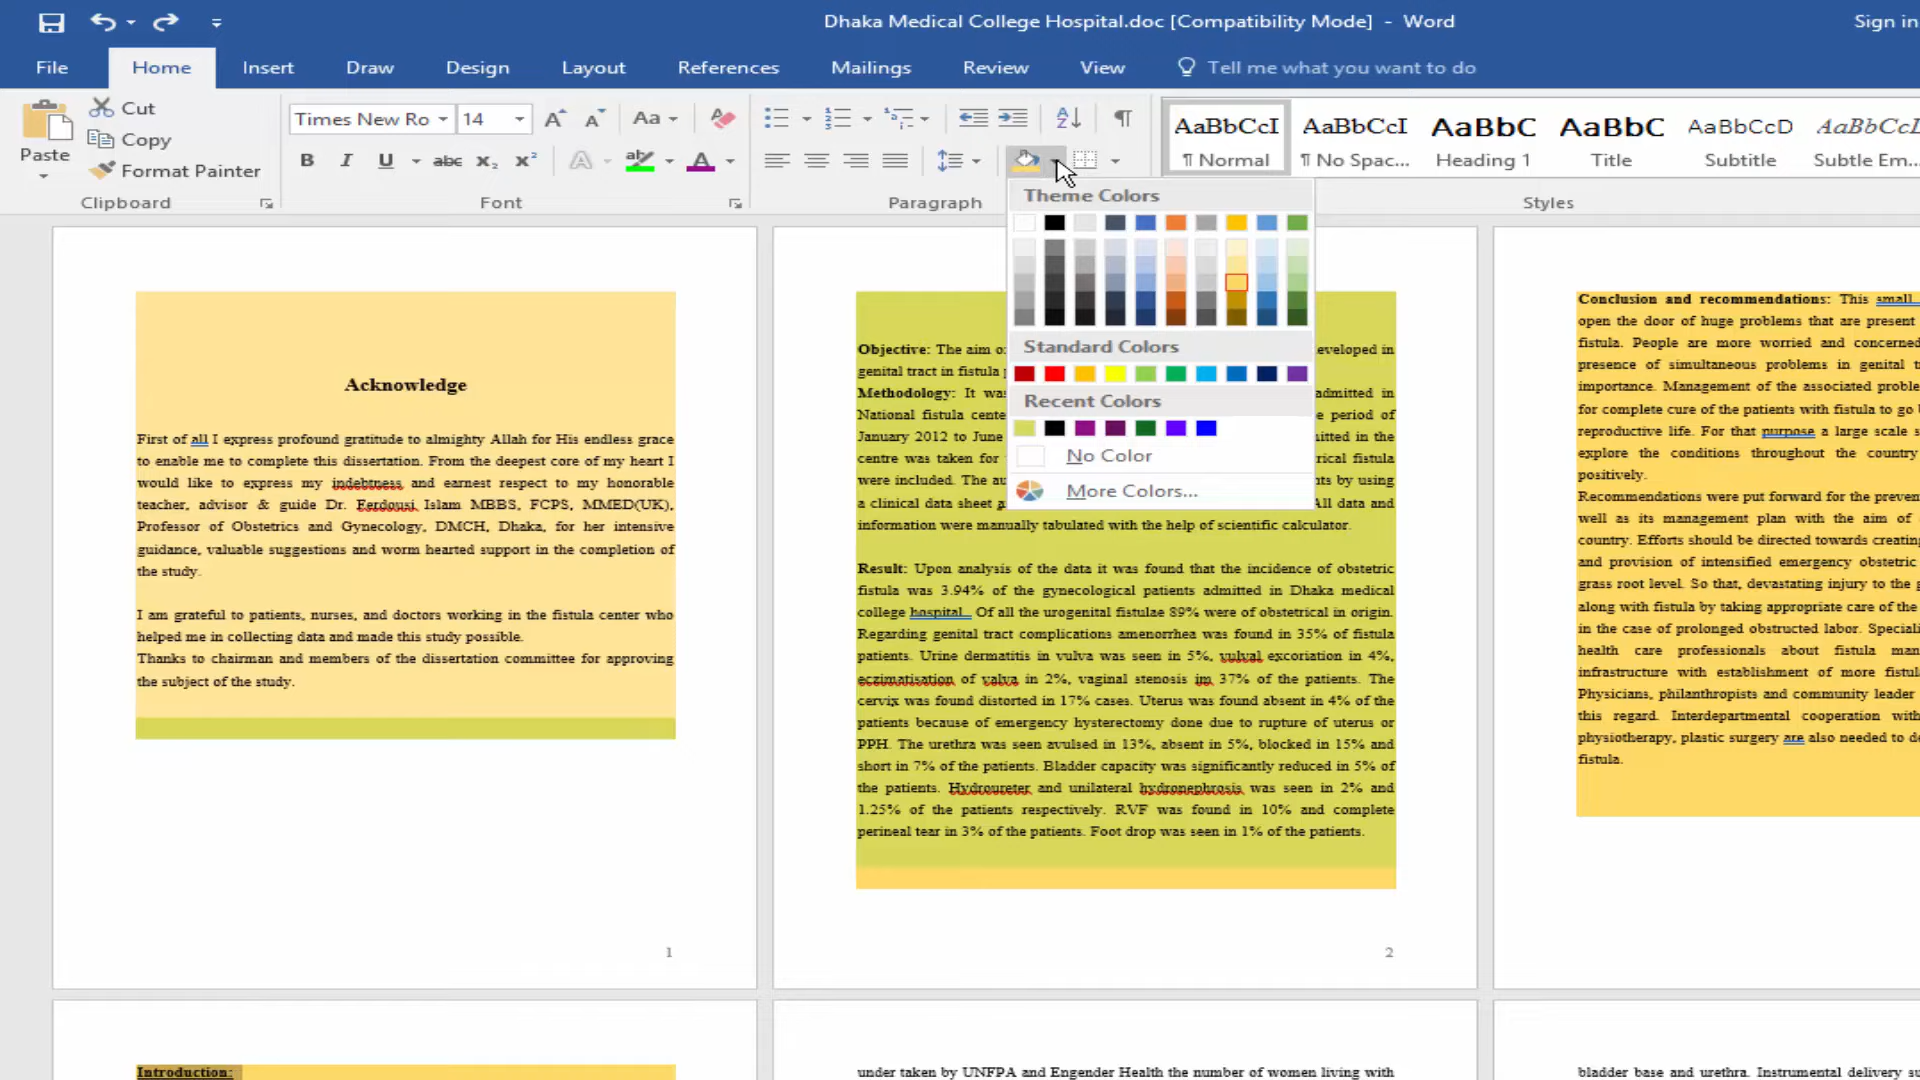 Dhaka Medical College Hospital.doc [Compatibility Mode] - Word
Sign in
File Home Insert Draw Design Layout References Mailings Review View Tell me what you want to do
Paste
Cut
Copy
Format Painter
Clipboard
Times New Ro 14
Font
Paragraph
AaBbCcI AaBbCcI AaBbC AaBbC AaBbCcD AaBbCcL
¶ Normal ¶ No Spac... Heading 1 Title Subtitle Subtle Em...
Styles
Theme Colors
Standard Colors
Recent Colors
No Color
More Colors...
Acknowledge
First of all I express profound gratitude to almighty Allah for His endless grace
to enable me to complete this dissertation. From the deepest core of my heart I
would like to express my indebtness and earnest respect to my honorable
teacher, advisor & guide Dr. Ferdousi Islam MBBS, FCPS, MMED(UK),
Professor of Obstetrics and Gynecology, DMCH, Dhaka, for her intensive
guidance, valuable suggestions and worm hearted support in the completion of
the study.
I am grateful to patients, nurses, and doctors working in the fistula center who
helped me in collecting data and made this study possible.
Thanks to chairman and members of the dissertation committee for approving
the subject of the study.
1
Objective: The aim eveloped in
genital tract in fistula
Methodology: It was admitted in
National fistula cente e period of
January 2012 to June itted in the
centre was taken for rical fistula
were included. The au ts by using
a clinical data sheet All data and
information were manually tabulated with the help of scientific calculator.
Result: Upon analysis of the data it was found that the incidence of obstetric
fistula was 3.94% of the gynecological patients admitted in Dhaka medical
college hospital. Of all the urogenital fistulae 89% were of obstetrical in origin.
Regarding genital tract complications amenorrhea was found in 35% of fistula
patients. Urine dermatitis in vulva was seen in 5%, vulval excoriation in 4%,
eczimatisation of valva in 2%, vaginal stenosis im 37% of the patients. The
cervix was found distorted in 17% cases. Uterus was found absent in 4% of the
patients because of emergency hysterectomy done due to rupture of uterus or
PPH. The urethra was seen avulsed in 13%, absent in 5%, blocked in 15% and
short in 7% of the patients. Bladder capacity was significantly reduced in 5% of
the patients. Hydroureter and unilateral hydronephrosis was seen in 2% and
1.25% of the patients respectively. RVF was found in 10% and complete
perineal tear in 3% of the patients. Foot drop was seen in 1% of the patients.
2
Conclusion and recommendations: This small
open the door of huge problems that are present
fistula. People are more worried and concerned
presence of simultaneous problems in genital
importance. Management of the associated proble
for complete cure of the patients with fistula to go
reproductive life. For that purpose a large scale s
explore the conditions throughout the country
positively.
Recommendations were put forward for the preven
well as its management plan with the aim of
country. Efforts should be directed towards creating
and provision of intensified emergency obstetric
grass root level. So that, devastating injury to the g
along with fistula by taking appropriate care of the
in the case of prolonged obstructed labor. Speciali
health care professionals about fistula man
infrastructure with establishment of more fistul
Physicians, philanthropists and community leader
this regard. Interdepartmental cooperation with
physiotherapy, plastic surgery are also needed to de
fistula.
Introduction:
under taken by UNFPA and Engender Health the number of women living with
bladder base and urethra. Instrumental delivery su